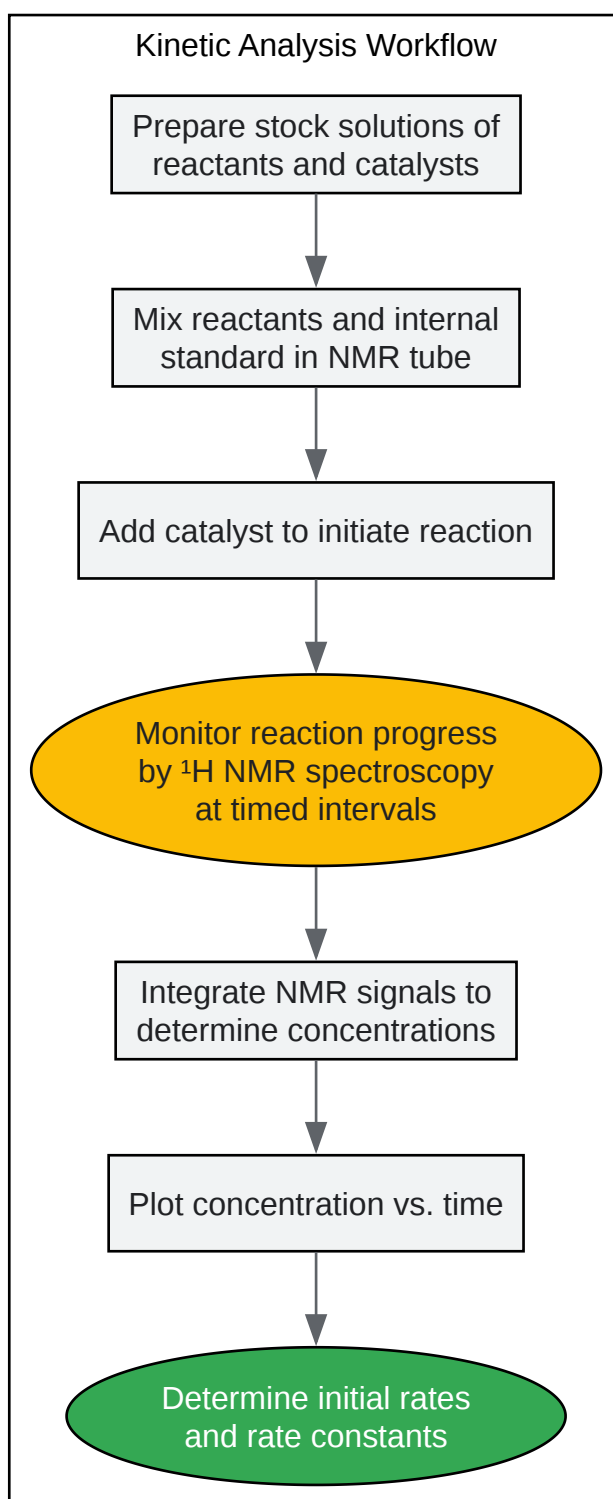 Kinetic Analysis Workflow
Prepare stock solutions of
reactants and catalysts
Mix reactants and internal
standard in NMR tube
Add catalyst to initiate reaction
Monitor reaction progress
by ¹H NMR spectroscopy
at timed intervals
Integrate NMR signals to
determine concentrations
Plot concentration vs. time
Determine initial rates
and rate constants